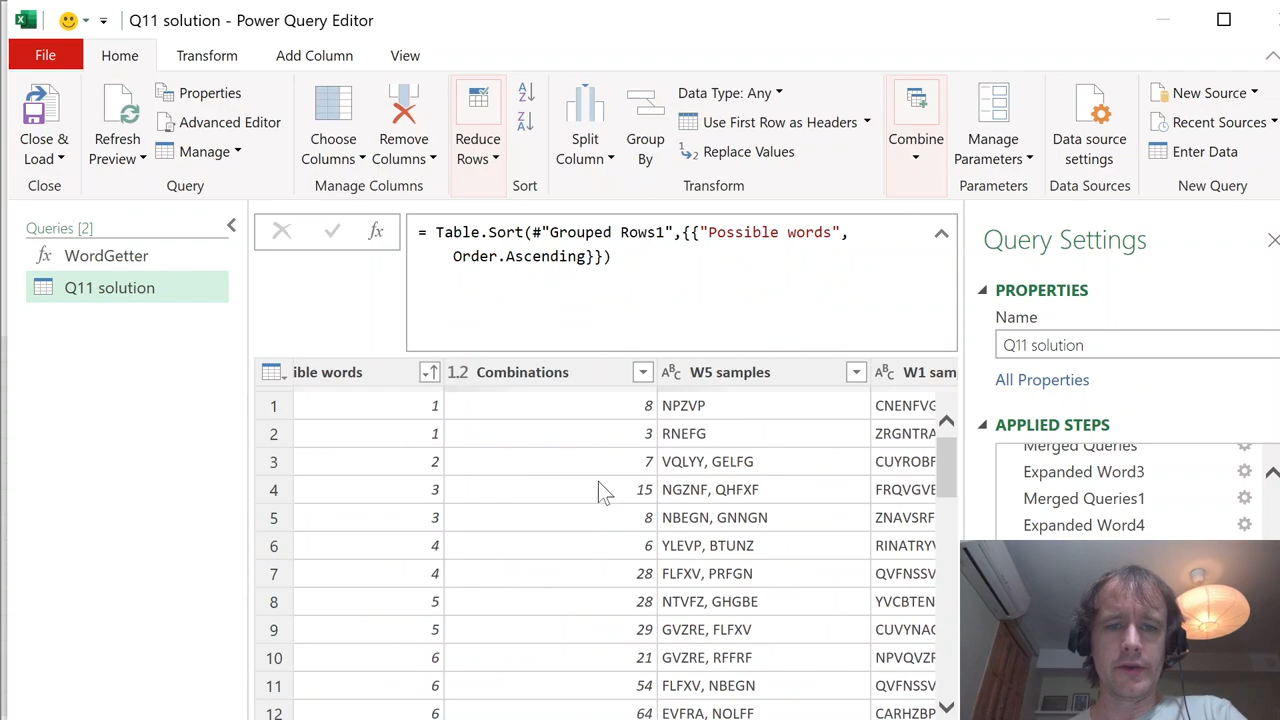 Q11 solution - Power Query Editor
File Home Transform Add Column View
Close & Load
Refresh Preview
Properties
Advanced Editor
Manage
Choose Columns
Remove Columns
Reduce Rows
Split Column
Group By
Data Type: Any
Use First Row as Headers
Replace Values
Combine
Manage Parameters
Data source settings
New Source
Recent Sources
Enter Data
Close Query Manage Columns Sort Transform Parameters Data Sources New Query
Queries [2]
fx WordGetter
Q11 solution
fx
= Table.Sort(#"Grouped Rows1",{{"Possible words",
Order.Ascending}})
ible words 1.2 Combinations ABC W5 samples ABC W1 sam
1 1 8 NPZVP CNENFVG
2 1 3 RNEFG ZRGNTRA
3 2 7 VQLYY, GELFG CUYROBF
4 3 15 NGZNF, QHFXF FRQVGVE
5 3 8 NBEGN, GNNGN ZNAVSRF
6 4 6 YLEVP, BTUNZ RINATRYV
7 4 28 FLFXV, PRFGN QVFNSSV
8 5 28 NTVFZ, GHGBE YVCBTEN
9 5 29 GVZRE, FLFXV CUVYNAG
10 6 21 GVZRE, RFFRF NPVQVZF
11 6 54 FLFXV, NBEGN QVFNSSV
12 6 64 EVFRA, NOLFF CARHZBP
Query Settings
PROPERTIES
Name
Q11 solution
All Properties
APPLIED STEPS
Merged Queries
Expanded Word3
Merged Queries1
Expanded Word4